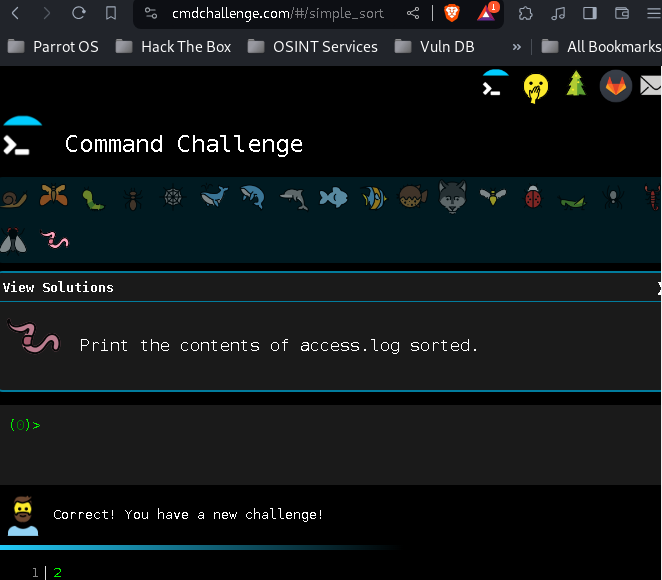 cmdchallenge.com/#/simple_sort
1
Parrot OS Hack The Box OSINT Services Vuln DB » All Bookmarks
Command Challenge
View Solutions
Print the contents of access.log sorted.
(0)>
Correct! You have a new challenge!
1| 2